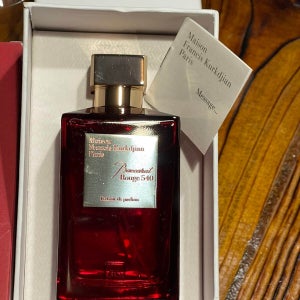 Maison
Francis Kurkdjian
Paris
Message...
Maison
Francis Kurkdjian
Paris
Baccarat
Rouge 540
Extrait de parfum